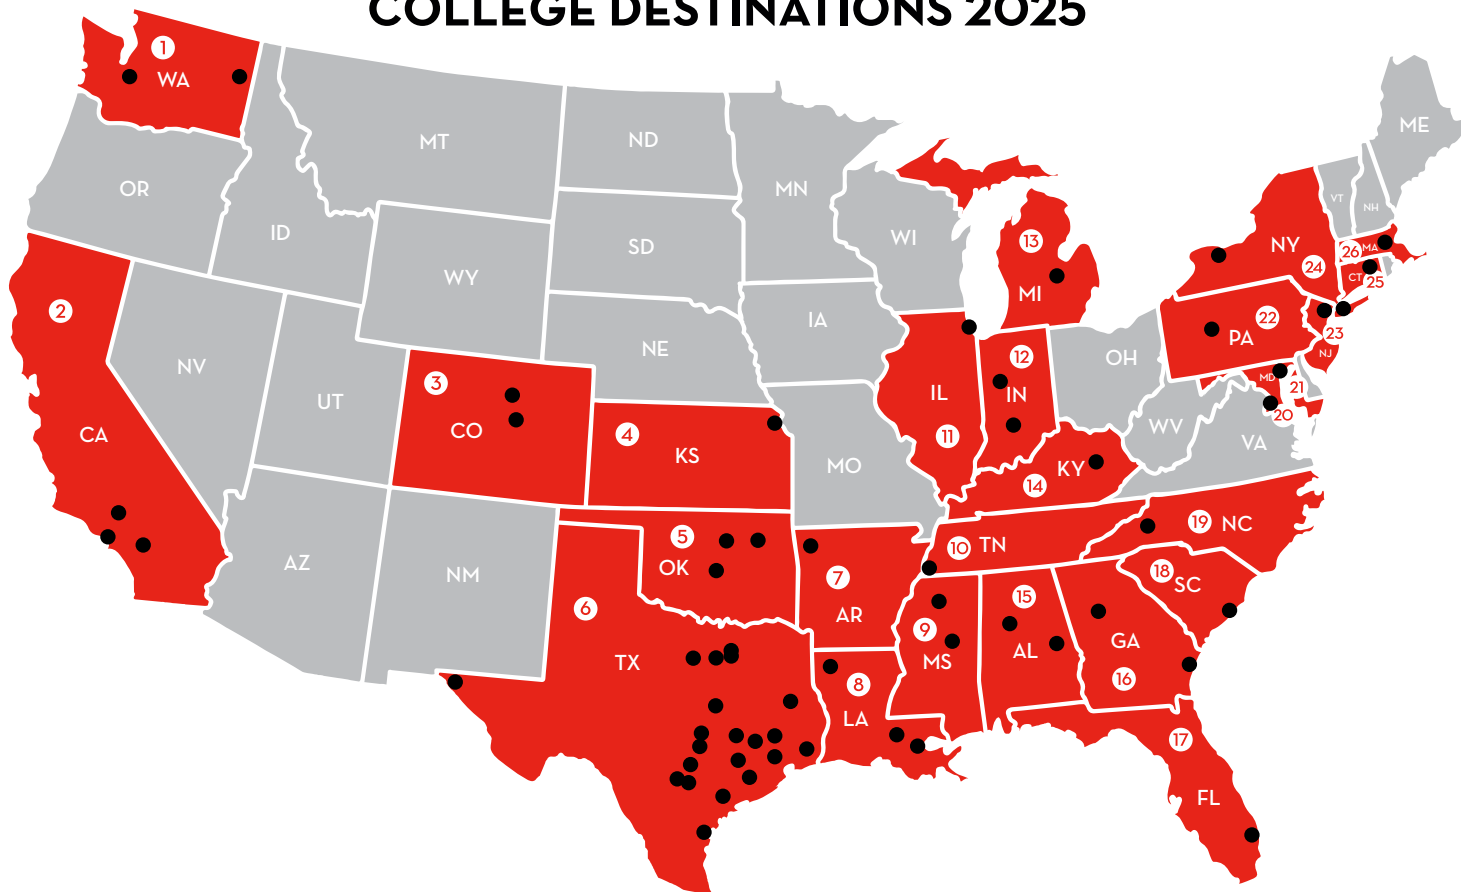 COLLEGE DESTINATIONS 2025
1
WA
MT
ND
ME
OR
MN
VT
NH
ID
SD
WI
13
NY
26
MA
24
WY
MI
CT
25
2
IA
22
NV
NE
12
OH
PA
23
NJ
3
UT
IL
IN
MD
21
CO
20
CA
4
11
WV
VA
KS
MO
KY
14
5
10
TN
19
NC
AZ
NM
OK
7
18
SC
6
15
AR
9
GA
TX
MS
AL
16
8
LA
17
FL